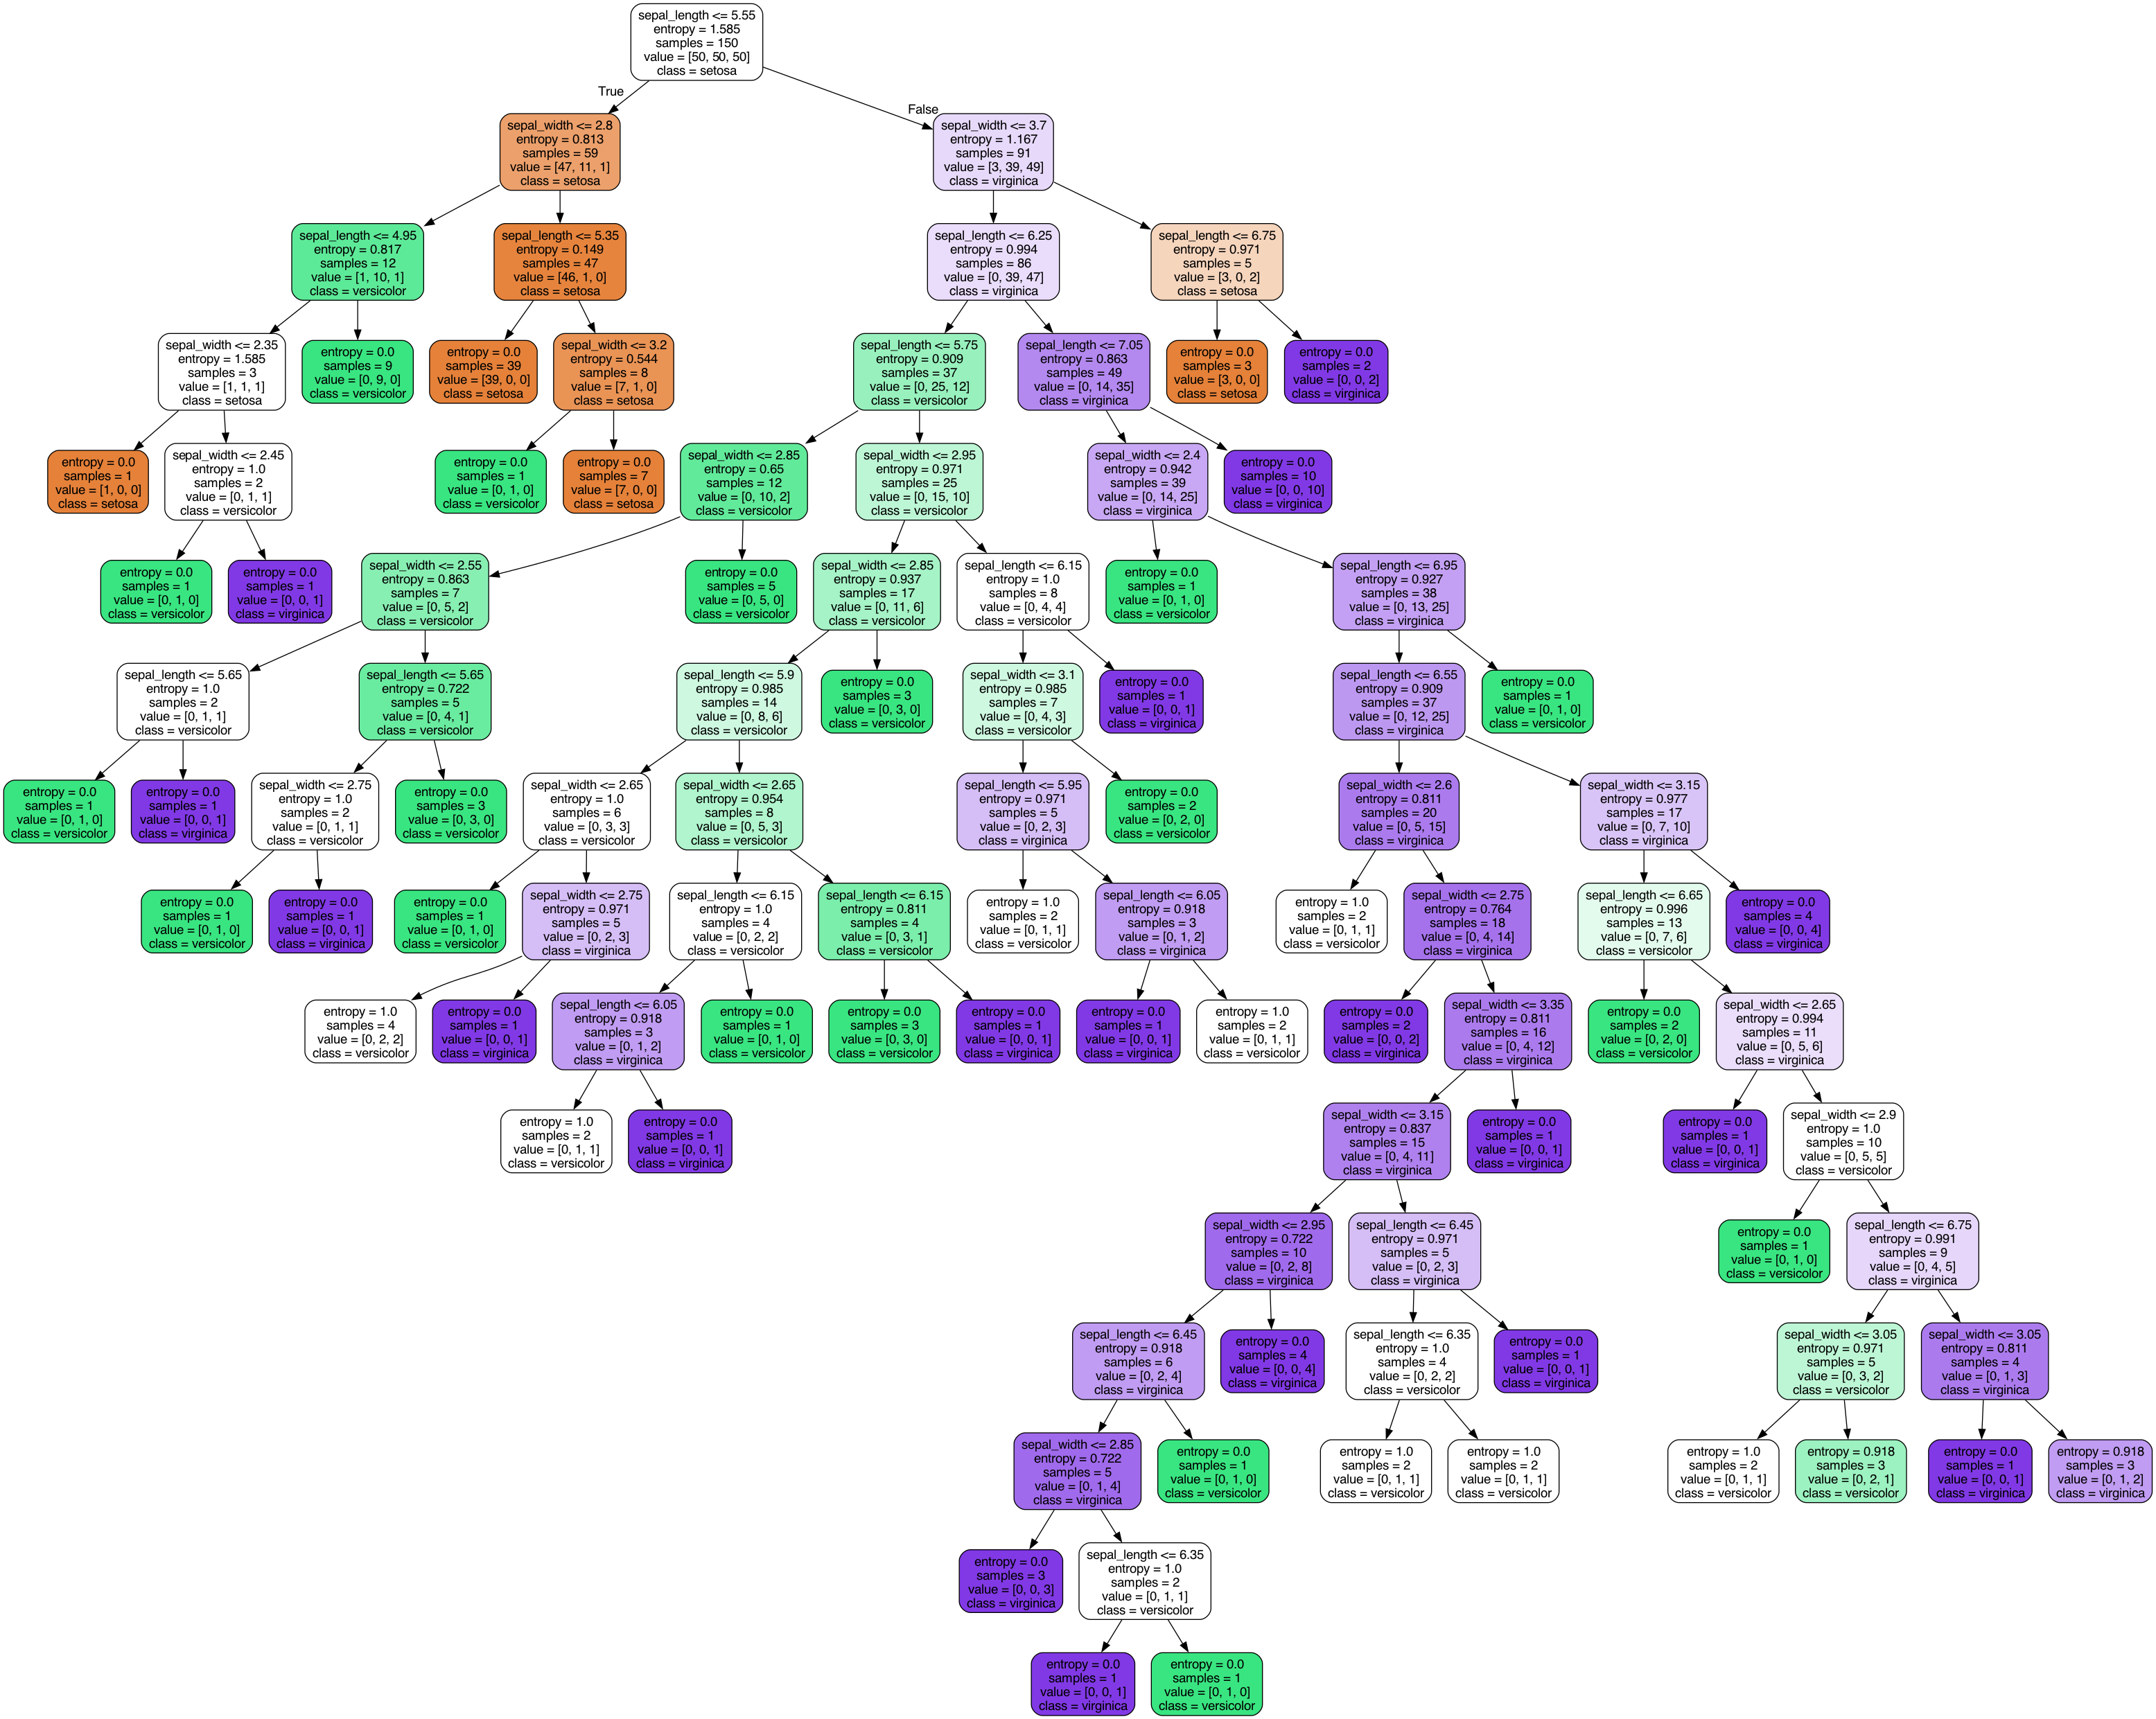 sepal_length <= 5.55
entropy = 1.585
samples = 150
value = [50, 50, 50]
class = setosa
True
False
sepal_width <= 2.8
entropy = 0.813
samples = 59
value = [47, 11, 1]
class = setosa
sepal_width <= 3.7
entropy = 1.167
samples = 91
value = [3, 39, 49]
class = virginica
sepal_length <= 4.95
entropy = 0.817
samples = 12
value = [1, 10, 1]
class = versicolor
sepal_length <= 5.35
entropy = 0.149
samples = 47
value = [46, 1, 0]
class = setosa
sepal_length <= 6.25
entropy = 0.994
samples = 86
value = [0, 39, 47]
class = virginica
sepal_length <= 6.75
entropy = 0.971
samples = 5
value = [3, 0, 2]
class = setosa
sepal_width <= 2.35
entropy = 1.585
samples = 3
value = [1, 1, 1]
class = setosa
entropy = 0.0
samples = 9
value = [0, 9, 0]
class = versicolor
entropy = 0.0
samples = 39
value = [39, 0, 0]
class = setosa
sepal_width <= 3.2
entropy = 0.544
samples = 8
value = [7, 1, 0]
class = setosa
sepal_length <= 5.75
entropy = 0.909
samples = 37
value = [0, 25, 12]
class = versicolor
sepal_length <= 7.05
entropy = 0.863
samples = 49
value = [0, 14, 35]
class = virginica
entropy = 0.0
samples = 3
value = [3, 0, 0]
class = setosa
entropy = 0.0
samples = 2
value = [0, 0, 2]
class = virginica
entropy = 0.0
samples = 1
value = [1, 0, 0]
class = setosa
sepal_width <= 2.45
entropy = 1.0
samples = 2
value = [0, 1, 1]
class = versicolor
entropy = 0.0
samples = 1
value = [0, 1, 0]
class = versicolor
entropy = 0.0
samples = 7
value = [7, 0, 0]
class = setosa
sepal_width <= 2.85
entropy = 0.65
samples = 12
value = [0, 10, 2]
class = versicolor
sepal_width <= 2.95
entropy = 0.971
samples = 25
value = [0, 15, 10]
class = versicolor
sepal_width <= 2.4
entropy = 0.942
samples = 39
value = [0, 14, 25]
class = virginica
entropy = 0.0
samples = 10
value = [0, 0, 10]
class = virginica
entropy = 0.0
samples = 1
value = [0, 1, 0]
class = versicolor
entropy = 0.0
samples = 1
value = [0, 0, 1]
class = virginica
sepal_width <= 2.55
entropy = 0.863
samples = 7
value = [0, 5, 2]
class = versicolor
entropy = 0.0
samples = 5
value = [0, 5, 0]
class = versicolor
sepal_width <= 2.85
entropy = 0.937
samples = 17
value = [0, 11, 6]
class = versicolor
sepal_length <= 6.15
entropy = 1.0
samples = 8
value = [0, 4, 4]
class = versicolor
entropy = 0.0
samples = 1
value = [0, 1, 0]
class = versicolor
sepal_length <= 6.95
entropy = 0.927
samples = 38
value = [0, 13, 25]
class = virginica
sepal_length <= 5.65
entropy = 1.0
samples = 2
value = [0, 1, 1]
class = versicolor
sepal_length <= 5.65
entropy = 0.722
samples = 5
value = [0, 4, 1]
class = versicolor
sepal_length <= 5.9
entropy = 0.985
samples = 14
value = [0, 8, 6]
class = versicolor
entropy = 0.0
samples = 3
value = [0, 3, 0]
class = versicolor
sepal_width <= 3.1
entropy = 0.985
samples = 7
value = [0, 4, 3]
class = versicolor
entropy = 0.0
samples = 1
value = [0, 0, 1]
class = virginica
sepal_length <= 6.55
entropy = 0.909
samples = 37
value = [0, 12, 25]
class = virginica
entropy = 0.0
samples = 1
value = [0, 1, 0]
class = versicolor
entropy = 0.0
samples = 1
value = [0, 1, 0]
class = versicolor
entropy = 0.0
samples = 1
value = [0, 0, 1]
class = virginica
sepal_width <= 2.75
entropy = 1.0
samples = 2
value = [0, 1, 1]
class = versicolor
entropy = 0.0
samples = 3
value = [0, 3, 0]
class = versicolor
sepal_width <= 2.65
entropy = 1.0
samples = 6
value = [0, 3, 3]
class = versicolor
sepal_width <= 2.65
entropy = 0.954
samples = 8
value = [0, 5, 3]
class = versicolor
sepal_length <= 5.95
entropy = 0.971
samples = 5
value = [0, 2, 3]
class = virginica
entropy = 0.0
samples = 2
value = [0, 2, 0]
class = versicolor
sepal_width <= 2.6
entropy = 0.811
samples = 20
value = [0, 5, 15]
class = virginica
sepal_width <= 3.15
entropy = 0.977
samples = 17
value = [0, 7, 10]
class = virginica
entropy = 0.0
samples = 1
value = [0, 1, 0]
class = versicolor
entropy = 0.0
samples = 1
value = [0, 0, 1]
class = virginica
entropy = 0.0
samples = 1
value = [0, 1, 0]
class = versicolor
sepal_width <= 2.75
entropy = 0.971
samples = 5
value = [0, 2, 3]
class = virginica
sepal_length <= 6.15
entropy = 1.0
samples = 4
value = [0, 2, 2]
class = versicolor
sepal_length <= 6.15
entropy = 0.811
samples = 4
value = [0, 3, 1]
class = versicolor
entropy = 1.0
samples = 2
value = [0, 1, 1]
class = versicolor
sepal_length <= 6.05
entropy = 0.918
samples = 3
value = [0, 1, 2]
class = virginica
entropy = 1.0
samples = 2
value = [0, 1, 1]
class = versicolor
sepal_width <= 2.75
entropy = 0.764
samples = 18
value = [0, 4, 14]
class = virginica
sepal_length <= 6.65
entropy = 0.996
samples = 13
value = [0, 7, 6]
class = versicolor
entropy = 0.0
samples = 4
value = [0, 0, 4]
class = virginica
entropy = 1.0
samples = 4
value = [0, 2, 2]
class = versicolor
entropy = 0.0
samples = 1
value = [0, 0, 1]
class = virginica
sepal_length <= 6.05
entropy = 0.918
samples = 3
value = [0, 1, 2]
class = virginica
entropy = 0.0
samples = 1
value = [0, 1, 0]
class = versicolor
entropy = 0.0
samples = 3
value = [0, 3, 0]
class = versicolor
entropy = 0.0
samples = 1
value = [0, 0, 1]
class = virginica
entropy = 0.0
samples = 1
value = [0, 0, 1]
class = virginica
entropy = 1.0
samples = 2
value = [0, 1, 1]
class = versicolor
entropy = 0.0
samples = 2
value = [0, 0, 2]
class = virginica
sepal_width <= 3.35
entropy = 0.811
samples = 16
value = [0, 4, 12]
class = virginica
entropy = 0.0
samples = 2
value = [0, 2, 0]
class = versicolor
sepal_width <= 2.65
entropy = 0.994
samples = 11
value = [0, 5, 6]
class = virginica
entropy = 1.0
samples = 2
value = [0, 1, 1]
class = versicolor
entropy = 0.0
samples = 1
value = [0, 0, 1]
class = virginica
sepal_width <= 3.15
entropy = 0.837
samples = 15
value = [0, 4, 11]
class = virginica
entropy = 0.0
samples = 1
value = [0, 0, 1]
class = virginica
entropy = 0.0
samples = 1
value = [0, 0, 1]
class = virginica
sepal_width <= 2.9
entropy = 1.0
samples = 10
value = [0, 5, 5]
class = versicolor
sepal_width <= 2.95
entropy = 0.722
samples = 10
value = [0, 2, 8]
class = virginica
sepal_length <= 6.45
entropy = 0.971
samples = 5
value = [0, 2, 3]
class = virginica
entropy = 0.0
samples = 1
value = [0, 1, 0]
class = versicolor
sepal_length <= 6.75
entropy = 0.991
samples = 9
value = [0, 4, 5]
class = virginica
sepal_length <= 6.45
entropy = 0.918
samples = 6
value = [0, 2, 4]
class = virginica
entropy = 0.0
samples = 4
value = [0, 0, 4]
class = virginica
sepal_length <= 6.35
entropy = 1.0
samples = 4
value = [0, 2, 2]
class = versicolor
entropy = 0.0
samples = 1
value = [0, 0, 1]
class = virginica
sepal_width <= 3.05
entropy = 0.971
samples = 5
value = [0, 3, 2]
class = versicolor
sepal_width <= 3.05
entropy = 0.811
samples = 4
value = [0, 1, 3]
class = virginica
sepal_width <= 2.85
entropy = 0.722
samples = 5
value = [0, 1, 4]
class = virginica
entropy = 0.0
samples = 1
value = [0, 1, 0]
class = versicolor
entropy = 1.0
samples = 2
value = [0, 1, 1]
class = versicolor
entropy = 1.0
samples = 2
value = [0, 1, 1]
class = versicolor
entropy = 1.0
samples = 2
value = [0, 1, 1]
class = versicolor
entropy = 0.918
samples = 3
value = [0, 2, 1]
class = versicolor
entropy = 0.0
samples = 1
value = [0, 0, 1]
class = virginica
entropy = 0.918
samples = 3
value = [0, 1, 2]
class = virginica
entropy = 0.0
samples = 3
value = [0, 0, 3]
class = virginica
sepal_length <= 6.35
entropy = 1.0
samples = 2
value = [0, 1, 1]
class = versicolor
entropy = 0.0
samples = 1
value = [0, 0, 1]
class = virginica
entropy = 0.0
samples = 1
value = [0, 1, 0]
class = versicolor